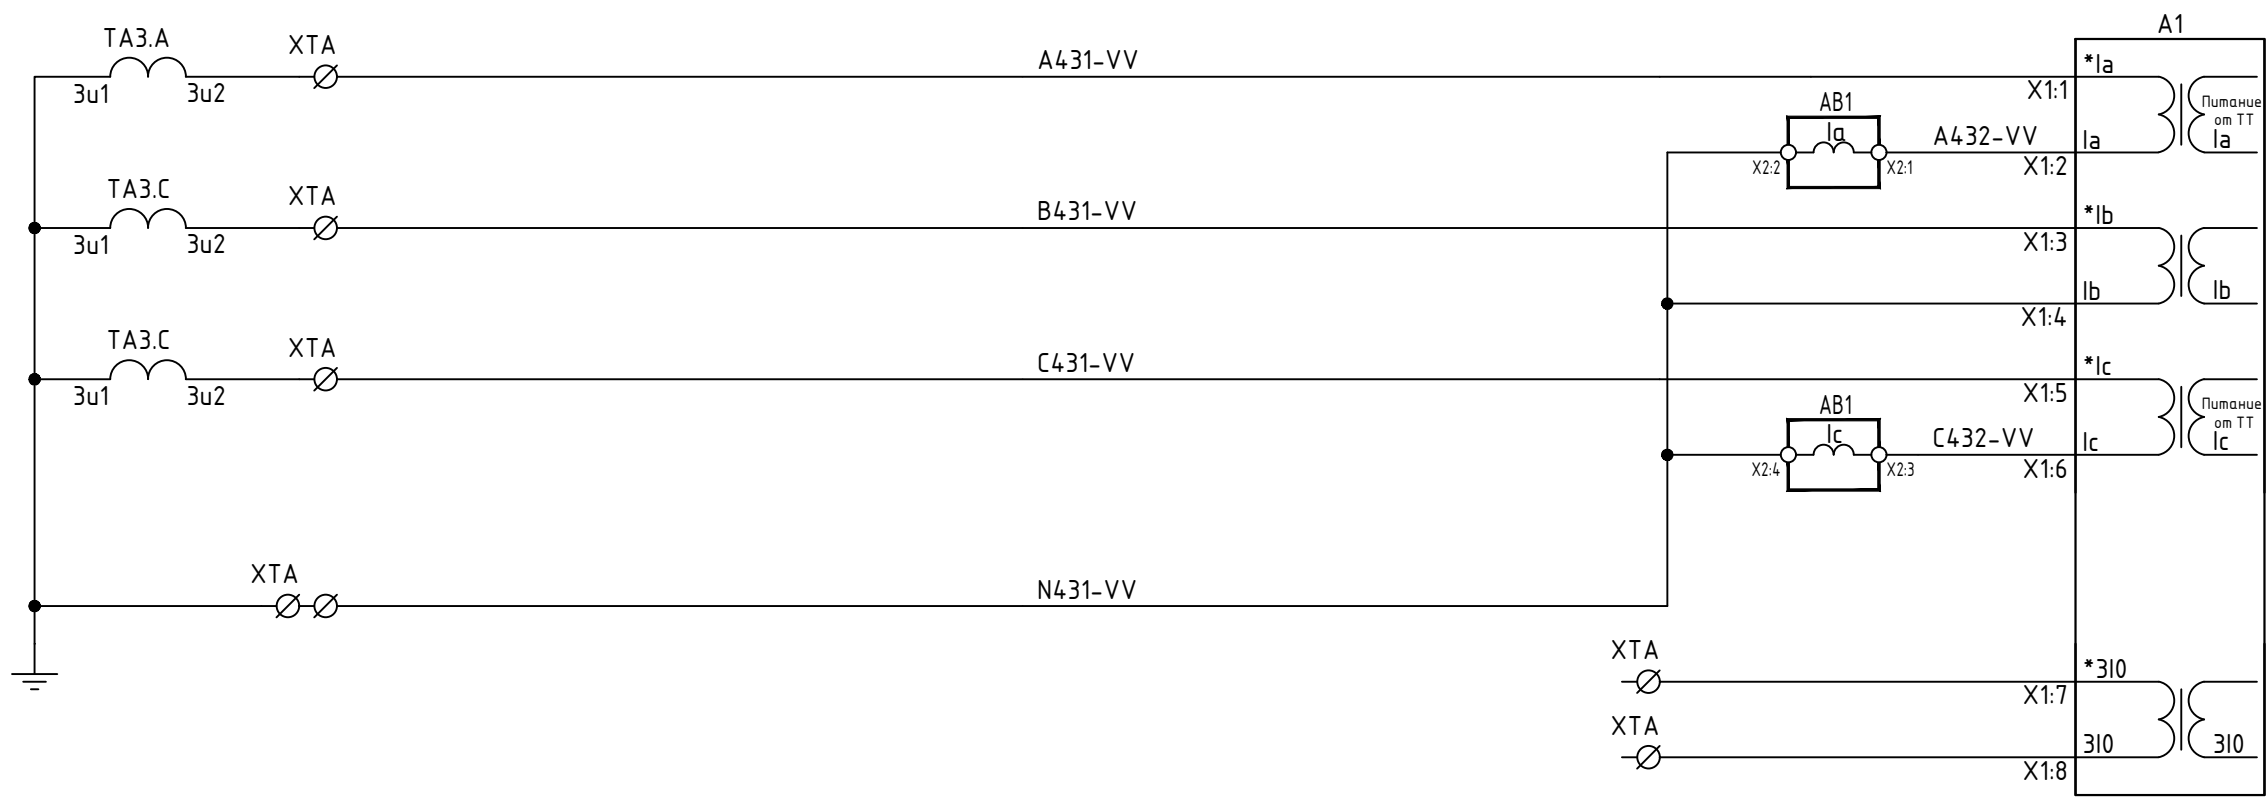 A1
TA3.A
XTA
A431-VV
*Ia
3u1
3u2
X1:1
AB1
Питание
от ТТ
Ia
A432-VV
Ia
Ia
X2:2
X2:1
X1:2
TA3.C
XTA
B431-VV
*Ib
3u1
3u2
X1:3
Ib
Ib
X1:4
TA3.C
XTA
C431-VV
*Ic
3u1
3u2
X1:5
AB1
Питание
от ТТ
Ic
C432-VV
Ic
Ic
X2:4
X2:3
X1:6
XTA
N431-VV
XTA
*3I0
X1:7
XTA
3I0
3I0
X1:8